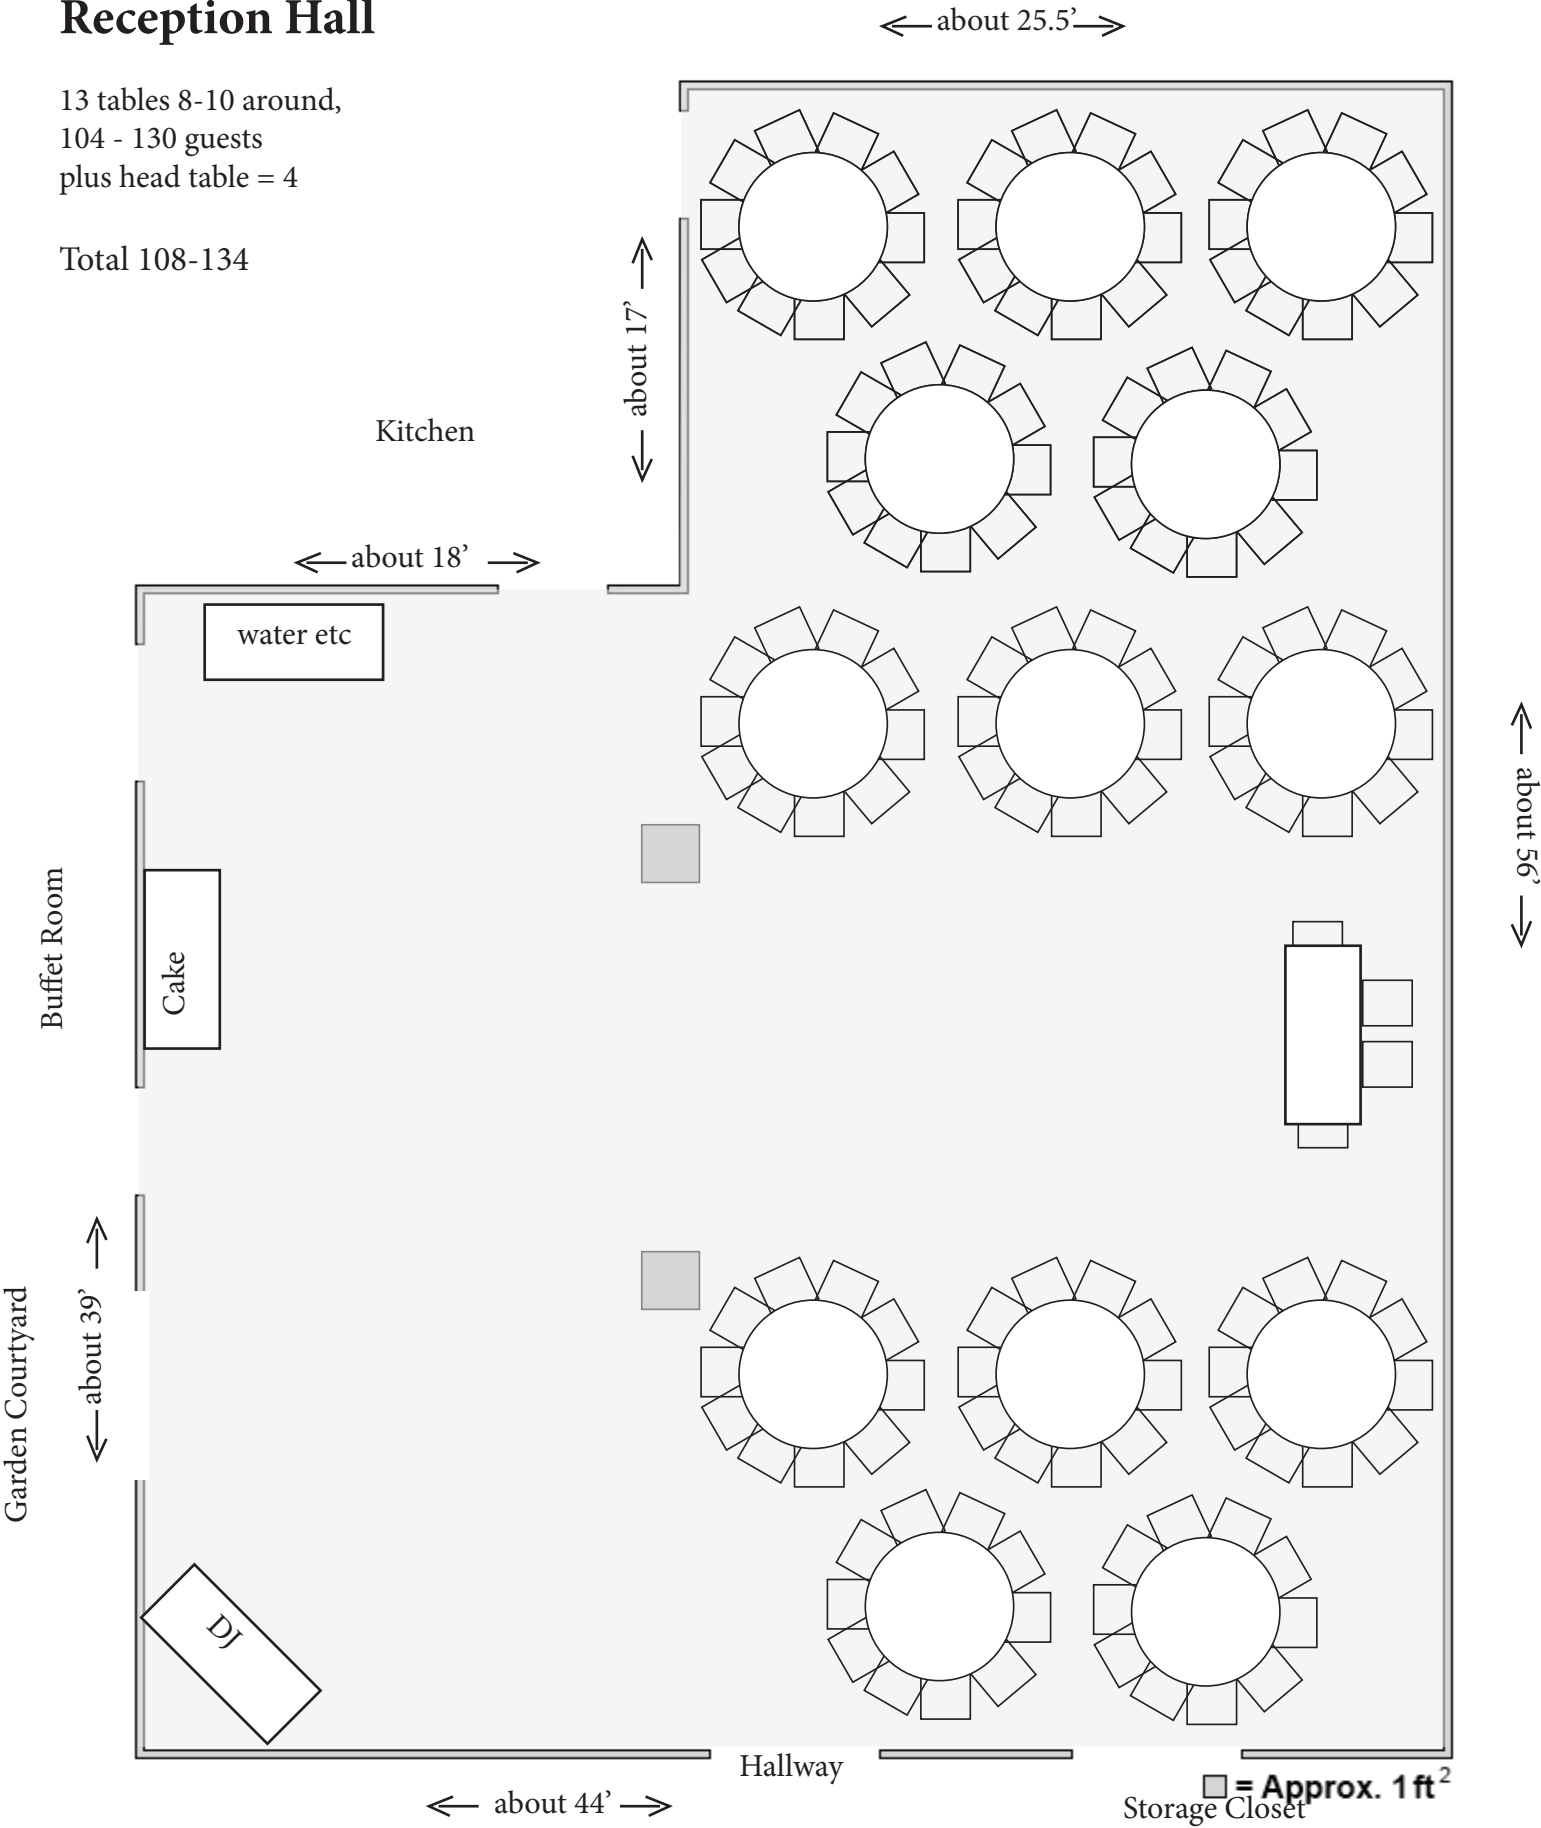 Reception Hall
about 25.5’
13 tables 8-10 around,
104 - 130 guests
plus head table = 4
Total 108-134
about 17’
Kitchen
about 18’
water etc
about 56’
Buffet Room
Cake
Garden Courtyard
about 39’
DJ
Hallway
= Approx. 1 ft²
about 44’
Storage Closet